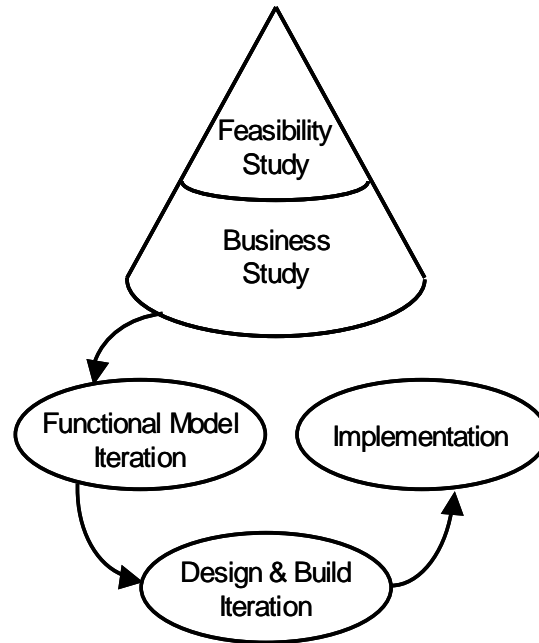 Feasibility
Study
Business
Study
Functional Model
Iteration
Implementation
Design & Build
Iteration